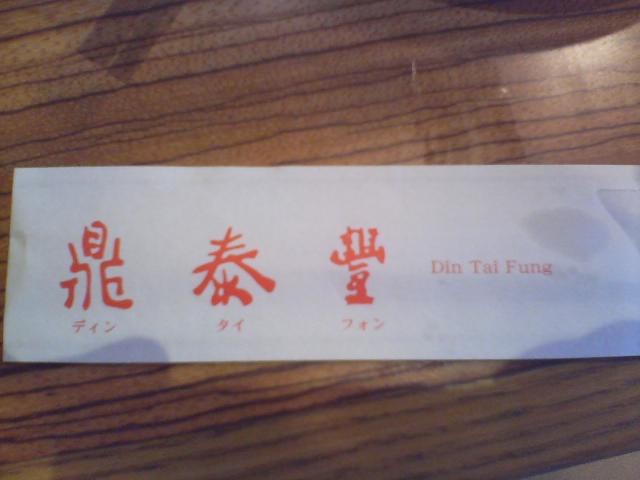 鼎泰豐 Din Tai Fung
ディン タイ フォン